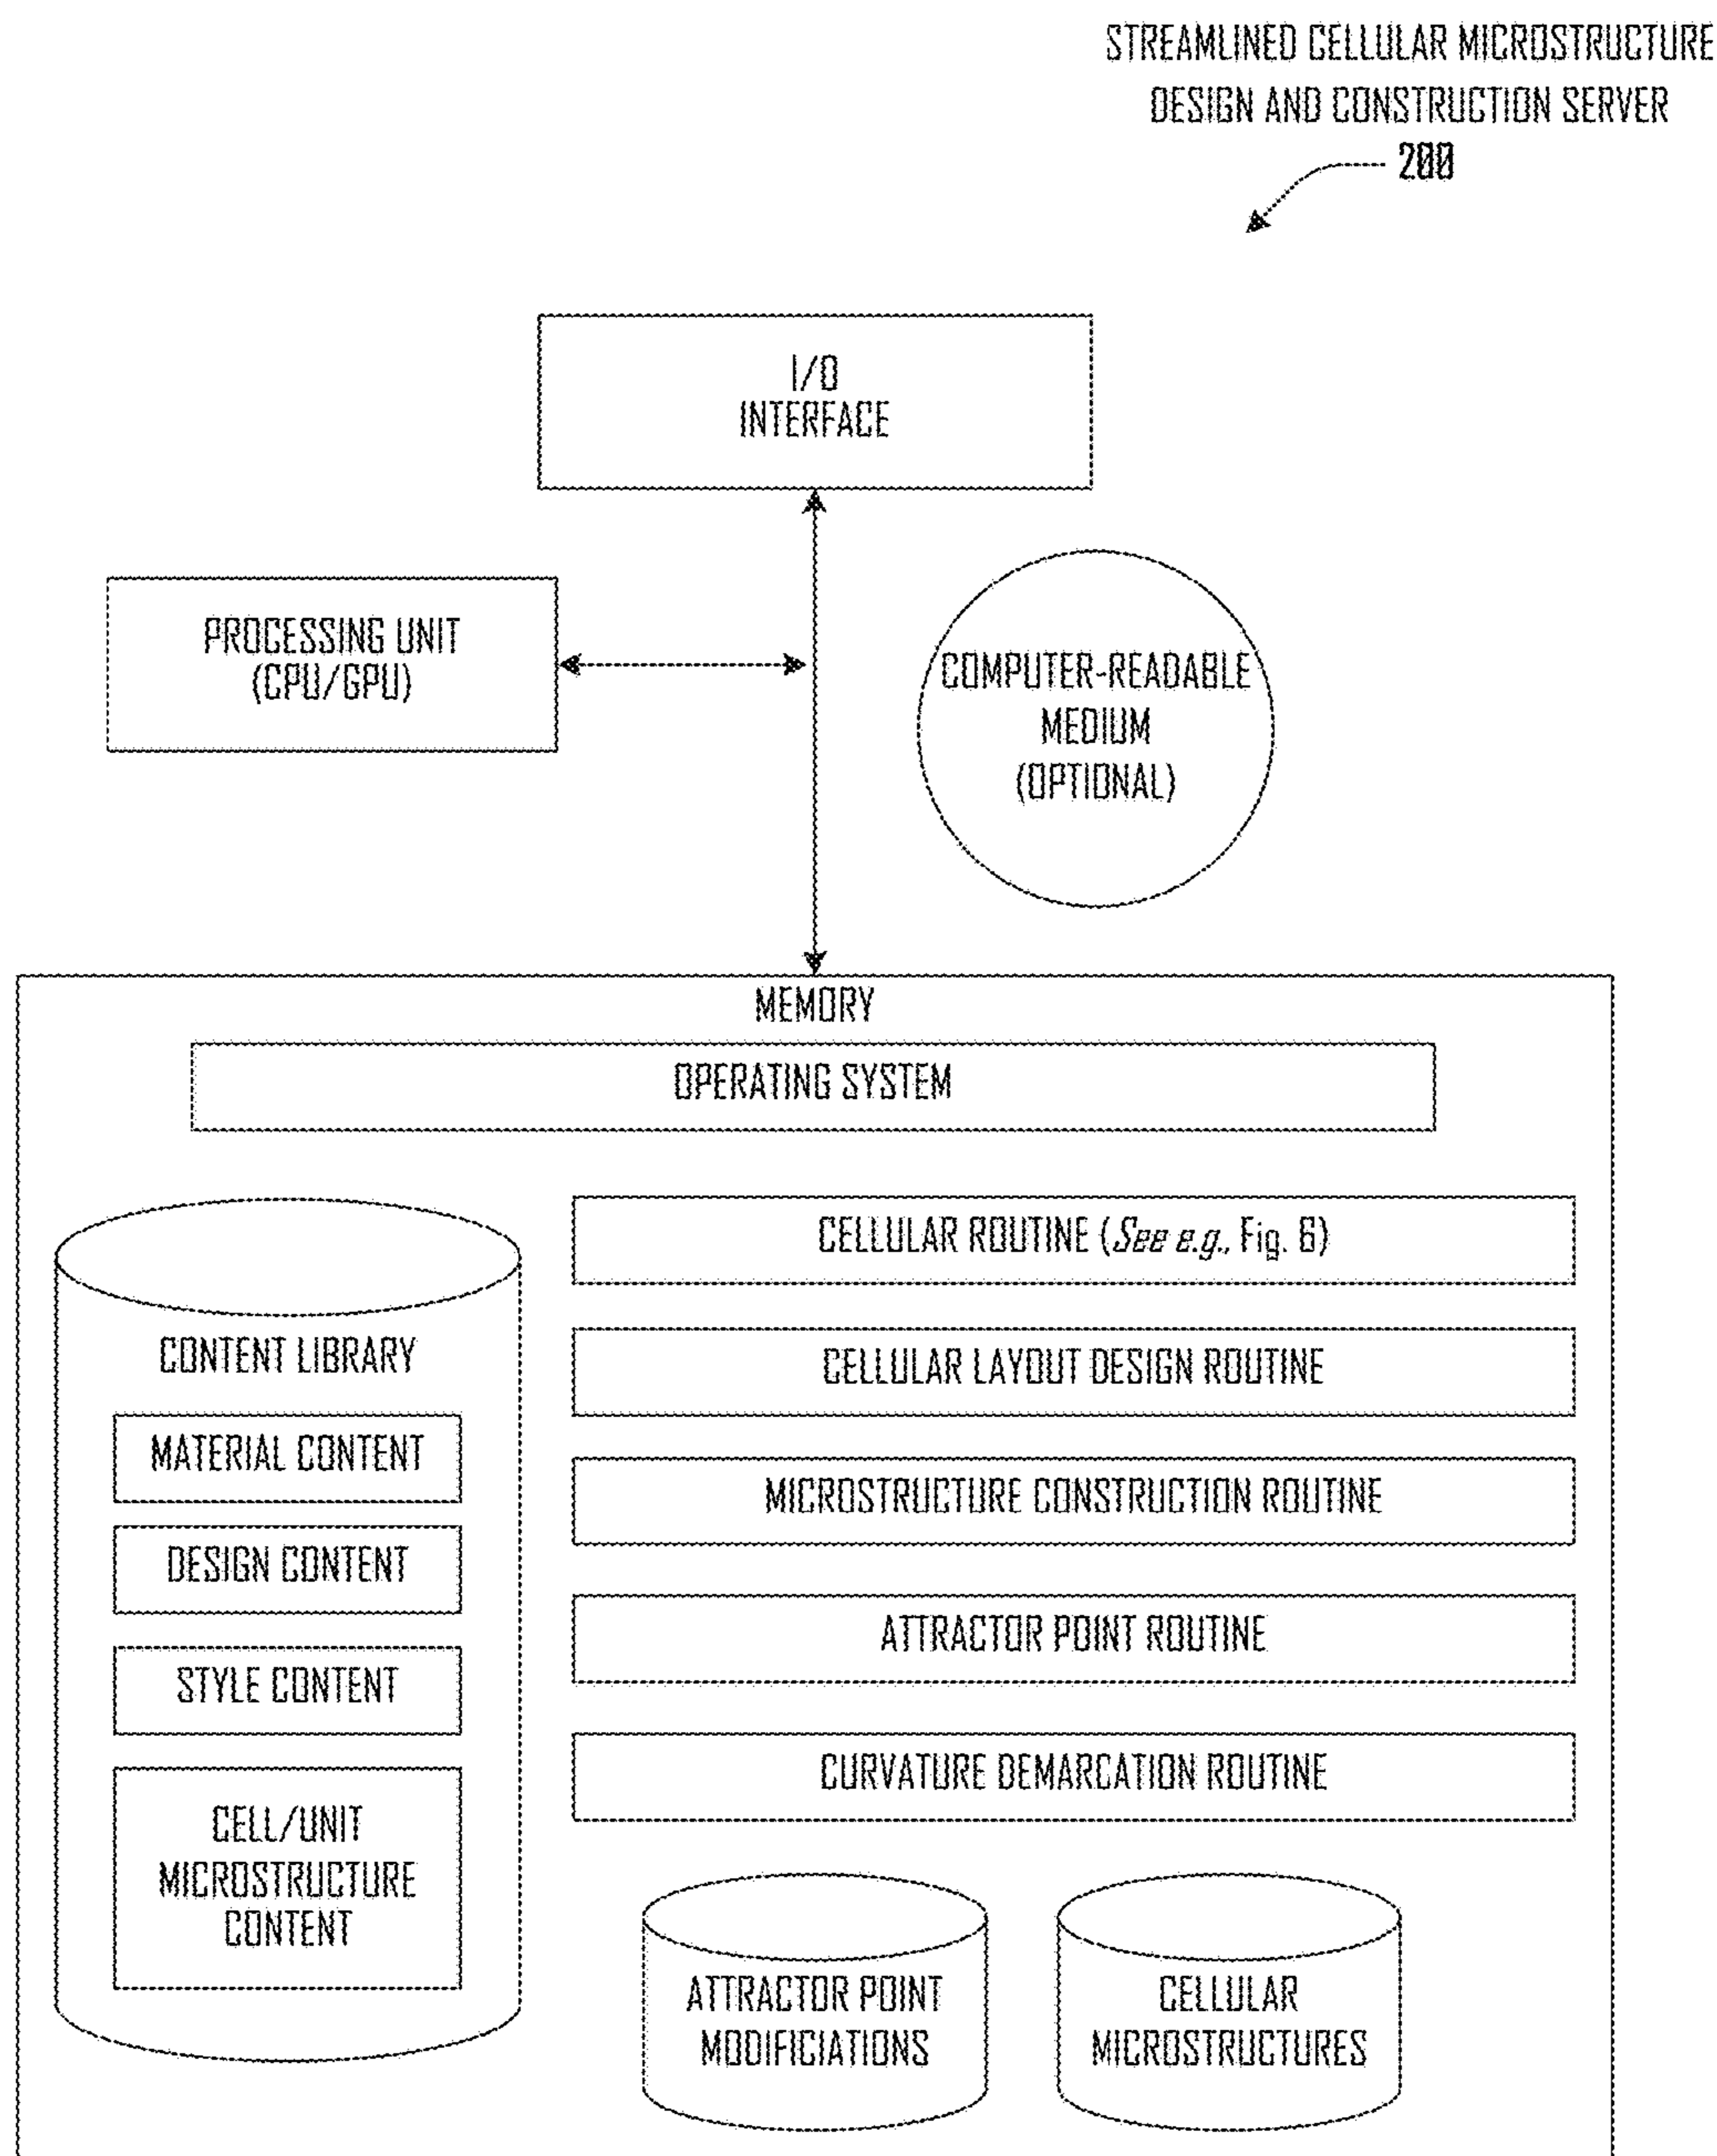 STREAMLINED CELLULAR MICROSTRUCTURE
DESIGN AND CONSTRUCTION SERVER
200
I/O
INTERFACE
PROCESSING UNIT
(CPU/GPU)
COMPUTER-READABLE
MEDIUM
(OPTIONAL)
MEMORY
OPERATING SYSTEM
CONTENT LIBRARY
MATERIAL CONTENT
DESIGN CONTENT
STYLE CONTENT
CELL/UNIT
MICROSTRUCTURE
CONTENT
CELLULAR ROUTINE (See e.g., Fig. 6)
CELLULAR LAYOUT DESIGN ROUTINE
MICROSTRUCTURE CONSTRUCTION ROUTINE
ATTRACTOR POINT ROUTINE
CURVATURE DEMARCATION ROUTINE
ATTRACTOR POINT
MODIFICIATIONS
CELLULAR
MICROSTRUCTURES